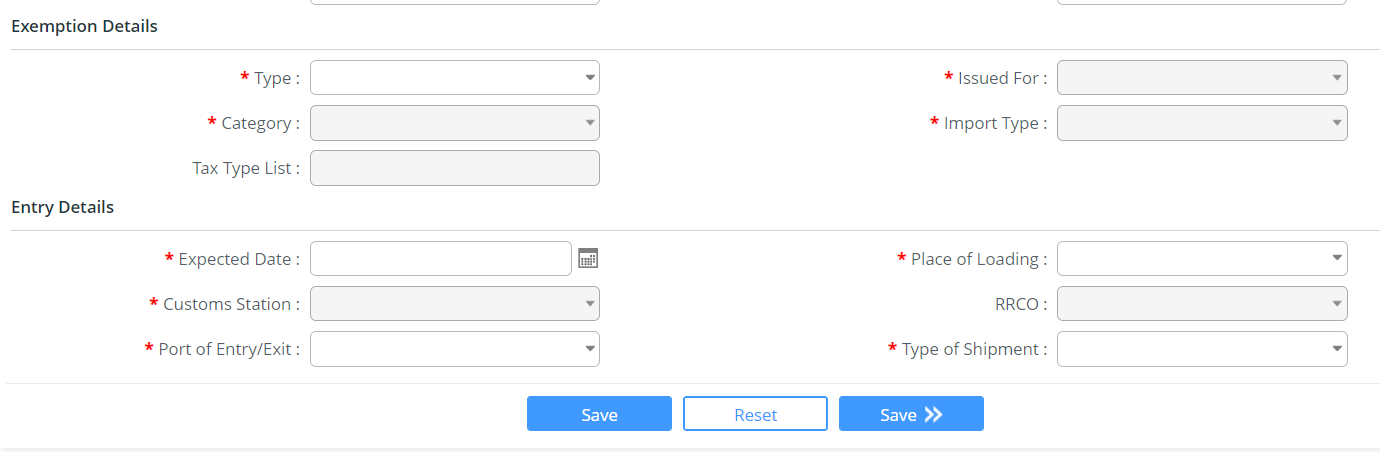 Exemption Details
* Type :
* Issued For :
* Category :
* Import Type :
Tax Type List :
Entry Details
* Expected Date :
* Place of Loading :
* Customs Station :
RRCO :
* Port of Entry/Exit :
* Type of Shipment :
Save
Reset
Save »